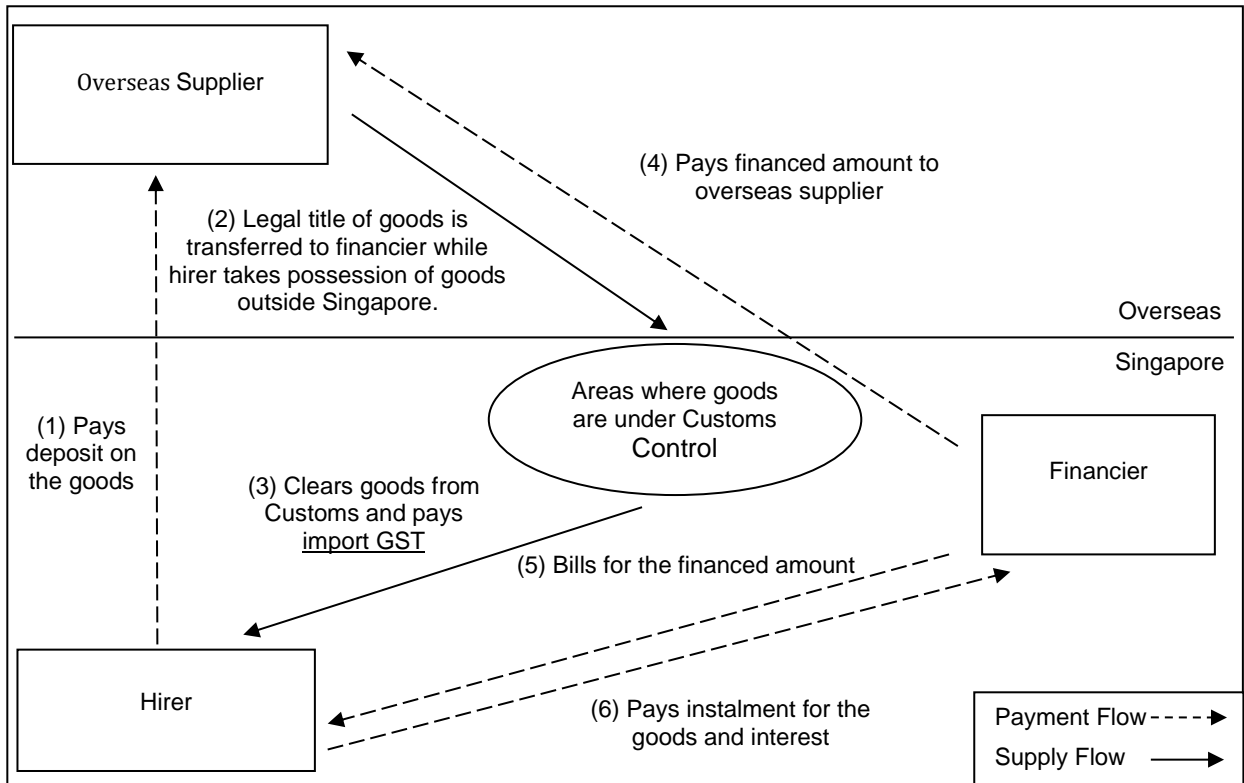 Overseas Supplier
(4) Pays financed amount to
overseas supplier
(2) Legal title of goods is
transferred to financier while
hirer takes possession of goods
outside Singapore.
Overseas
Singapore
Areas where goods
are under Customs
Control
(1) Pays
deposit on
the goods
Financier
(3) Clears goods from
Customs and pays
import GST
(5) Bills for the financed amount
Hirer
(6) Pays instalment for the
goods and interest
Payment Flow
Supply Flow